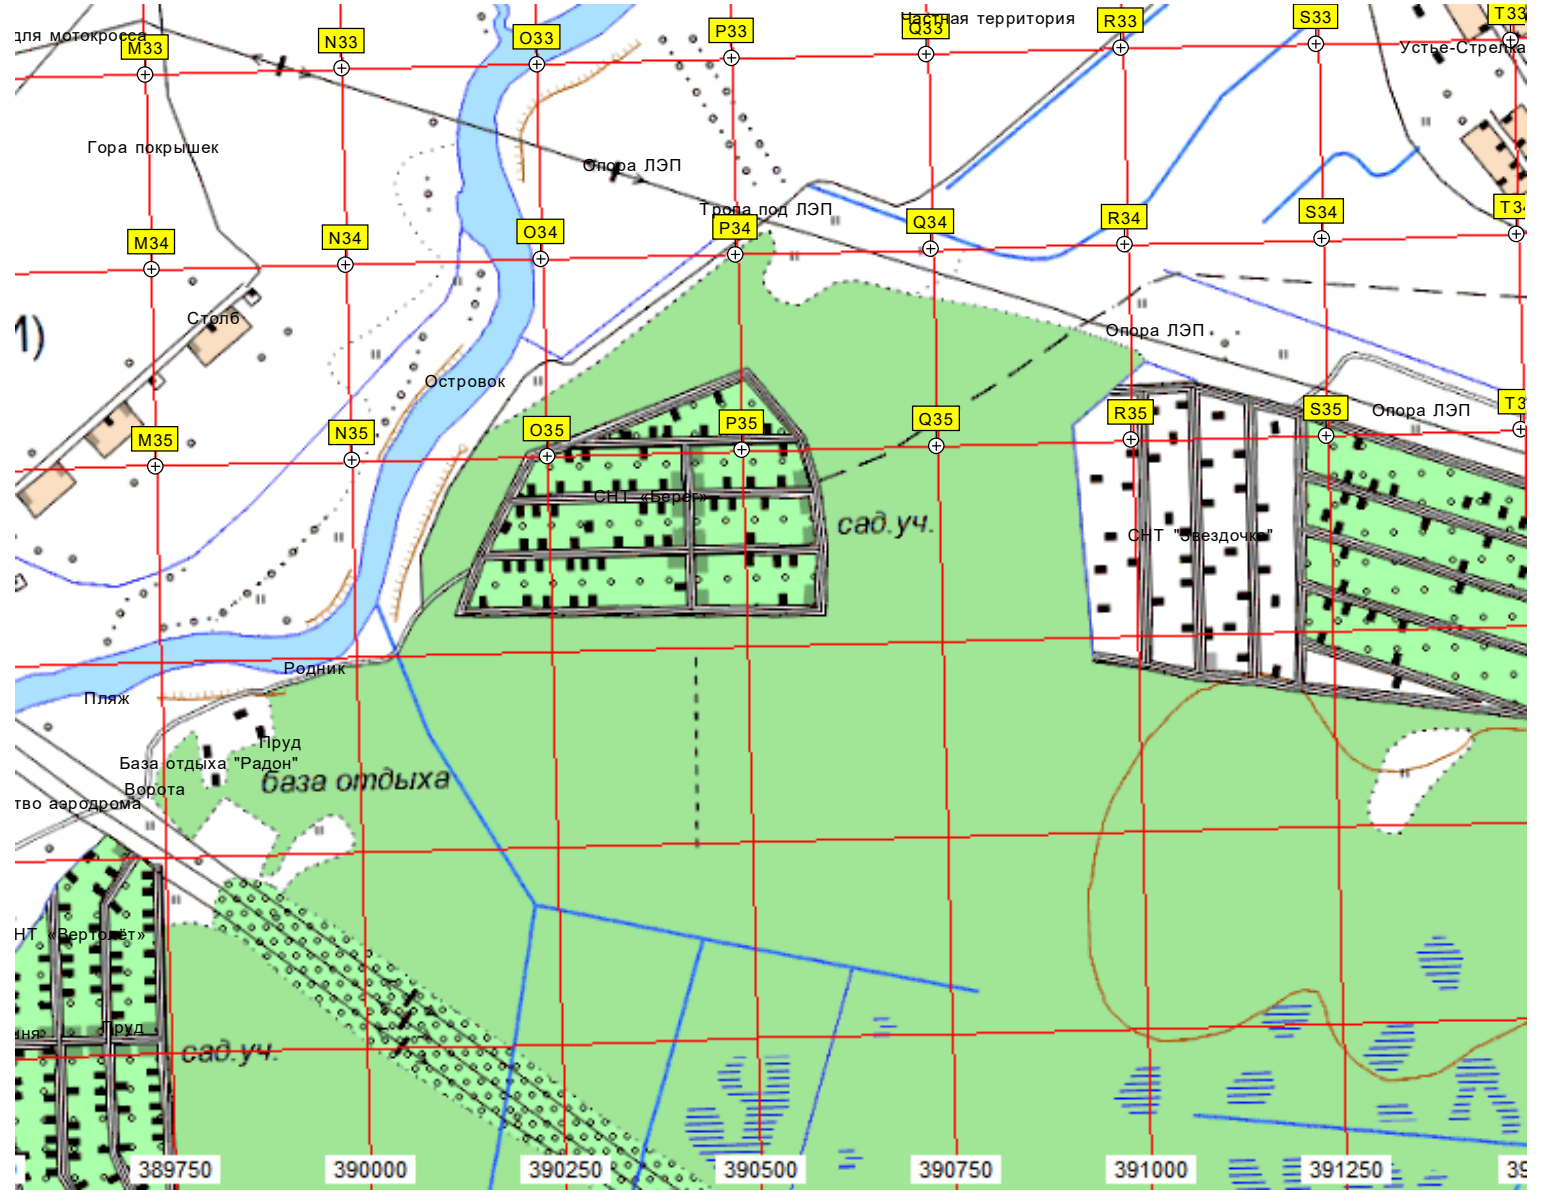 для мотокросса
M33
N33
O33
P33
Частная территория
Q33
R33
S33
T33
Устье-Стрелка
Гора покрышек
Опора ЛЭП
Тропа под ЛЭП
M34
N34
O34
P34
Q34
R34
S34
T34
Столб
Опора ЛЭП
Островок
Опора ЛЭП
M35
N35
O35
P35
Q35
R35
S35
T3
СНТ «Берег»
сад.уч.
СНТ "Звездочка"
Родник
Пляж
Пруд
База отдыха "Радон"
база отдыха
Ворота
тво аэродрома
НТ «Вертолёт»
Пруд
сад.уч.
389750
390000
390250
390500
390750
391000
391250
39